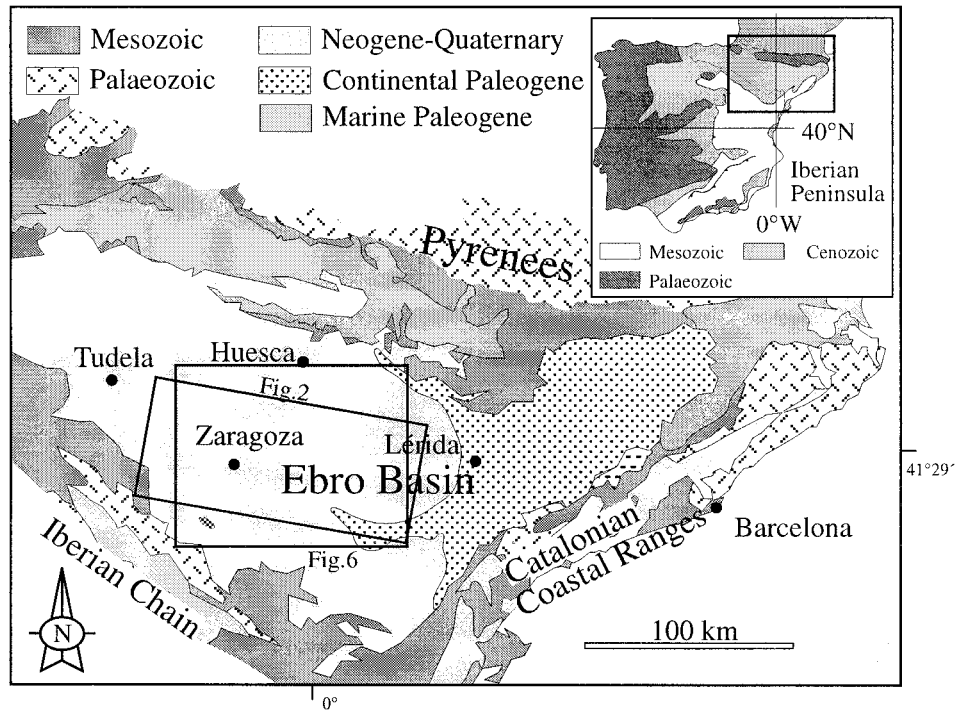 Mesozoic
Palaeozoic
Neogene-Quaternary
Continental Paleogene
Marine Paleogene
40°N
Iberian
Peninsula
0°W
Mesozoic
Cenozoic
Palaeozoic
Pyrenees
Tudela
Huesca
Fig.2
Zaragoza
Lérida
Ebro Basin
41°29´
Fig.6
Iberian Chain
Catalonian
Coastal Ranges
Barcelona
N
100 km
0°